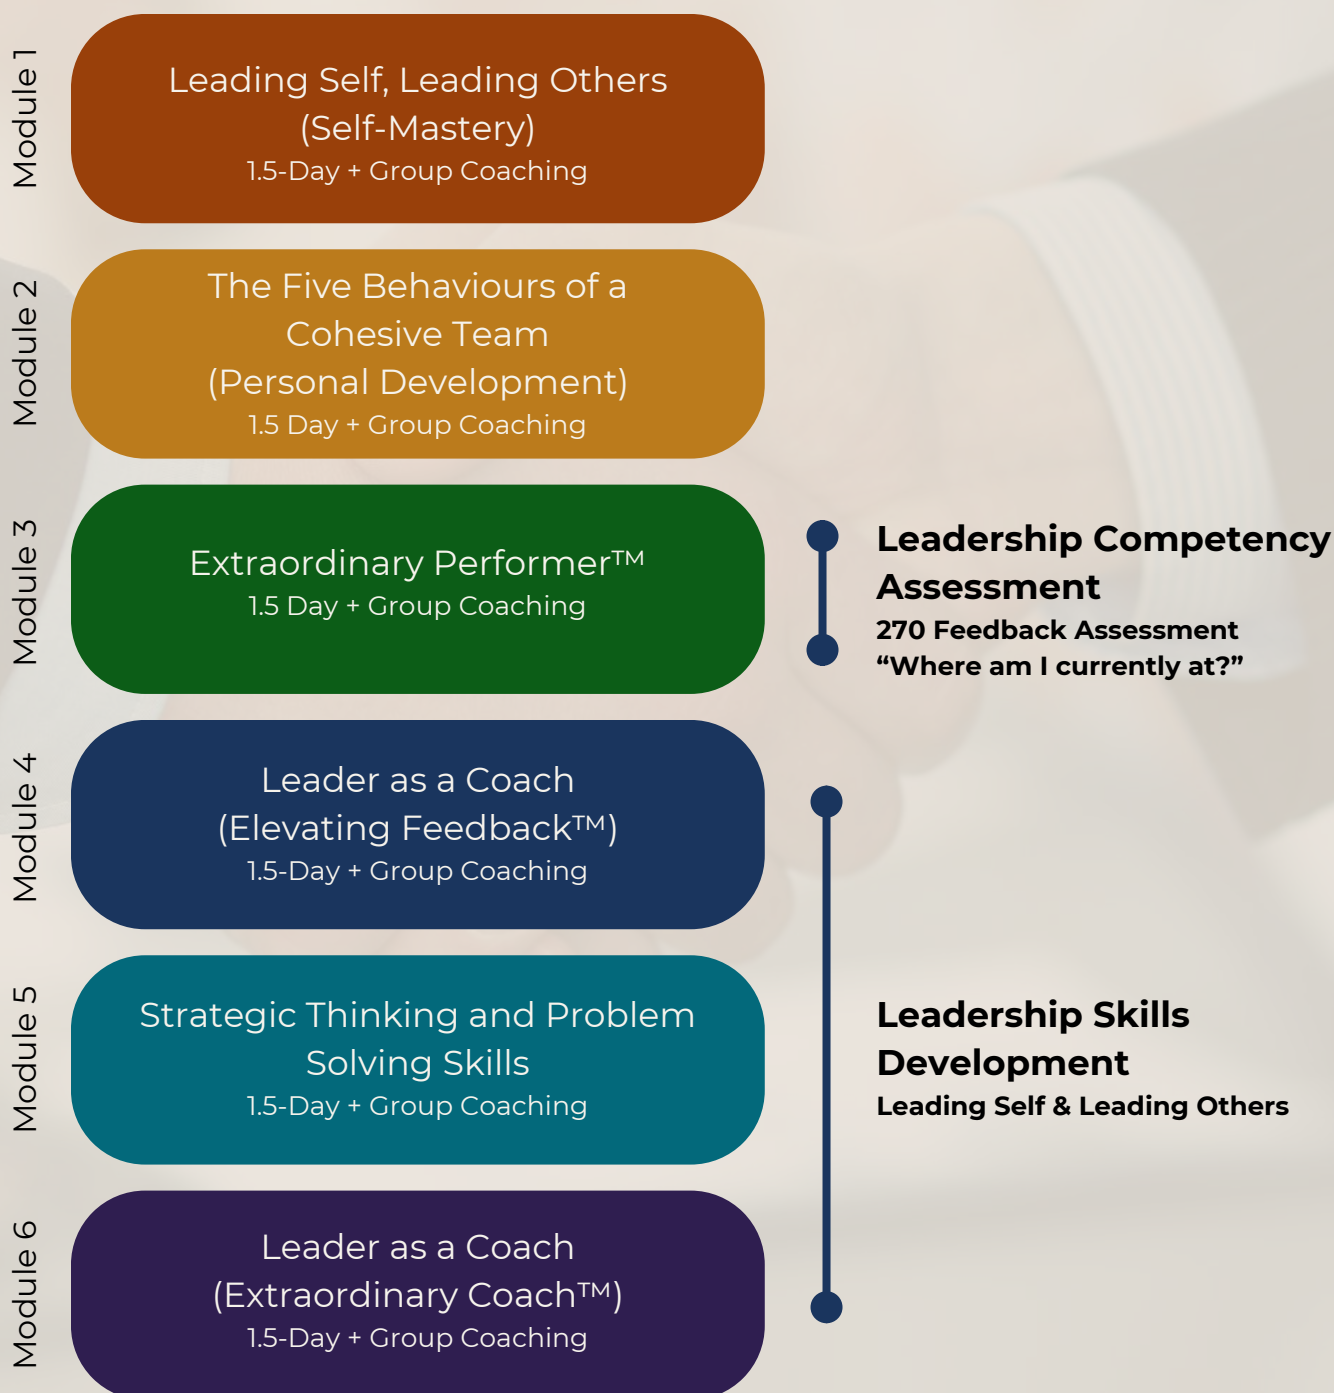 Module 1
Leading Self, Leading Others
(Self-Mastery)
1.5-Day + Group Coaching
Module 2
The Five Behaviours of a
Cohesive Team
(Personal Development)
1.5 Day + Group Coaching
Module 3
Extraordinary Performer™
1.5 Day + Group Coaching
Leadership Competency
Assessment
270 Feedback Assessment
“Where am I currently at?”
Module 4
Leader as a Coach
(Elevating Feedback™)
1.5-Day + Group Coaching
Module 5
Strategic Thinking and Problem
Solving Skills
1.5-Day + Group Coaching
Leadership Skills
Development
Leading Self & Leading Others
Module 6
Leader as a Coach
(Extraordinary Coach™)
1.5-Day + Group Coaching